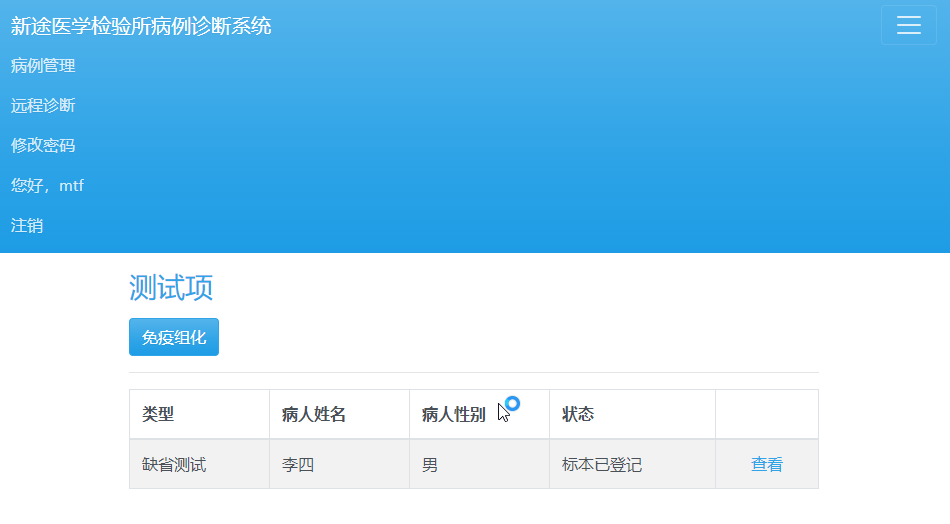 新途医学检验所病例诊断系统
病例管理
远程诊断
修改密码
您好，mtf
注销
测试项
免疫组化
类型 病人姓名 病人性别 状态
缺省测试 李四 男 标本已登记 查看